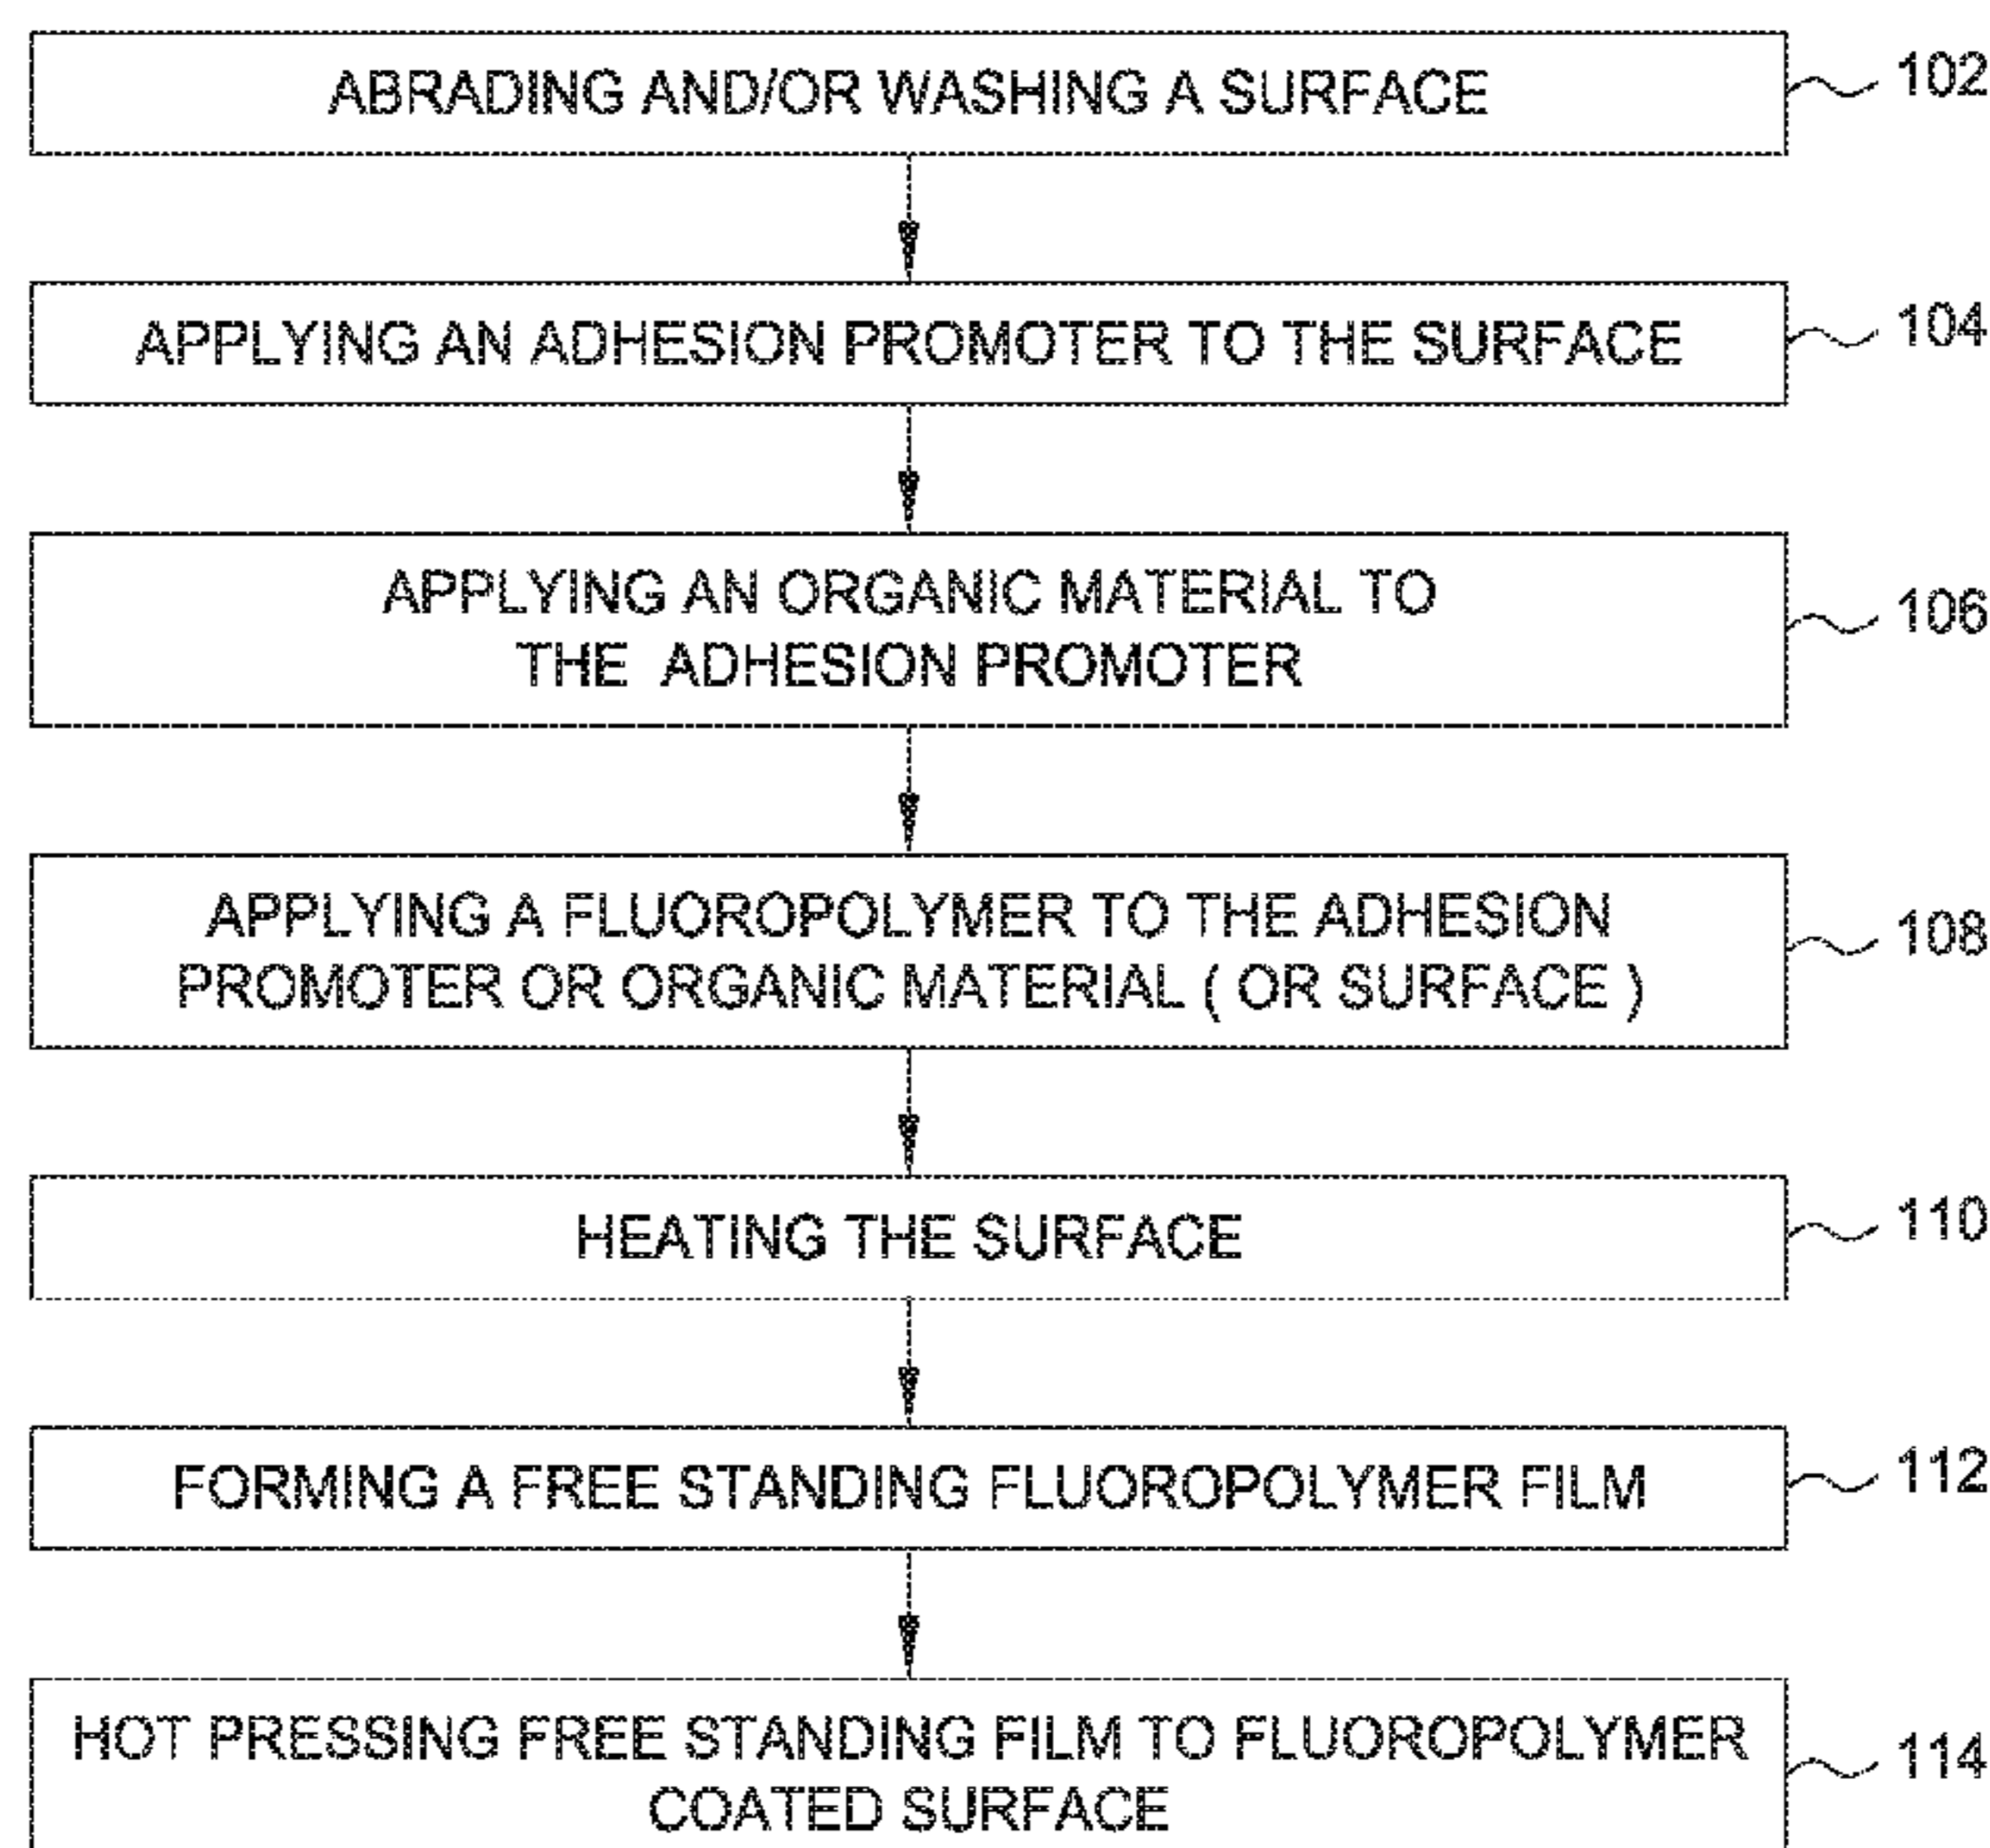 ABRADING AND/OR WASHING A SURFACE
102
APPLYING AN ADHESION PROMOTER TO THE SURFACE
104
APPLYING AN ORGANIC MATERIAL TO
THE ADHESION PROMOTER
106
APPLYING A FLUOROPOLYMER TO THE ADHESION
PROMOTER OR ORGANIC MATERIAL ( OR SURFACE )
108
HEATING THE SURFACE
110
FORMING A FREE STANDING FLUOROPOLYMER FILM
112
HOT PRESSING FREE STANDING FILM TO FLUOROPOLYMER
COATED SURFACE
114